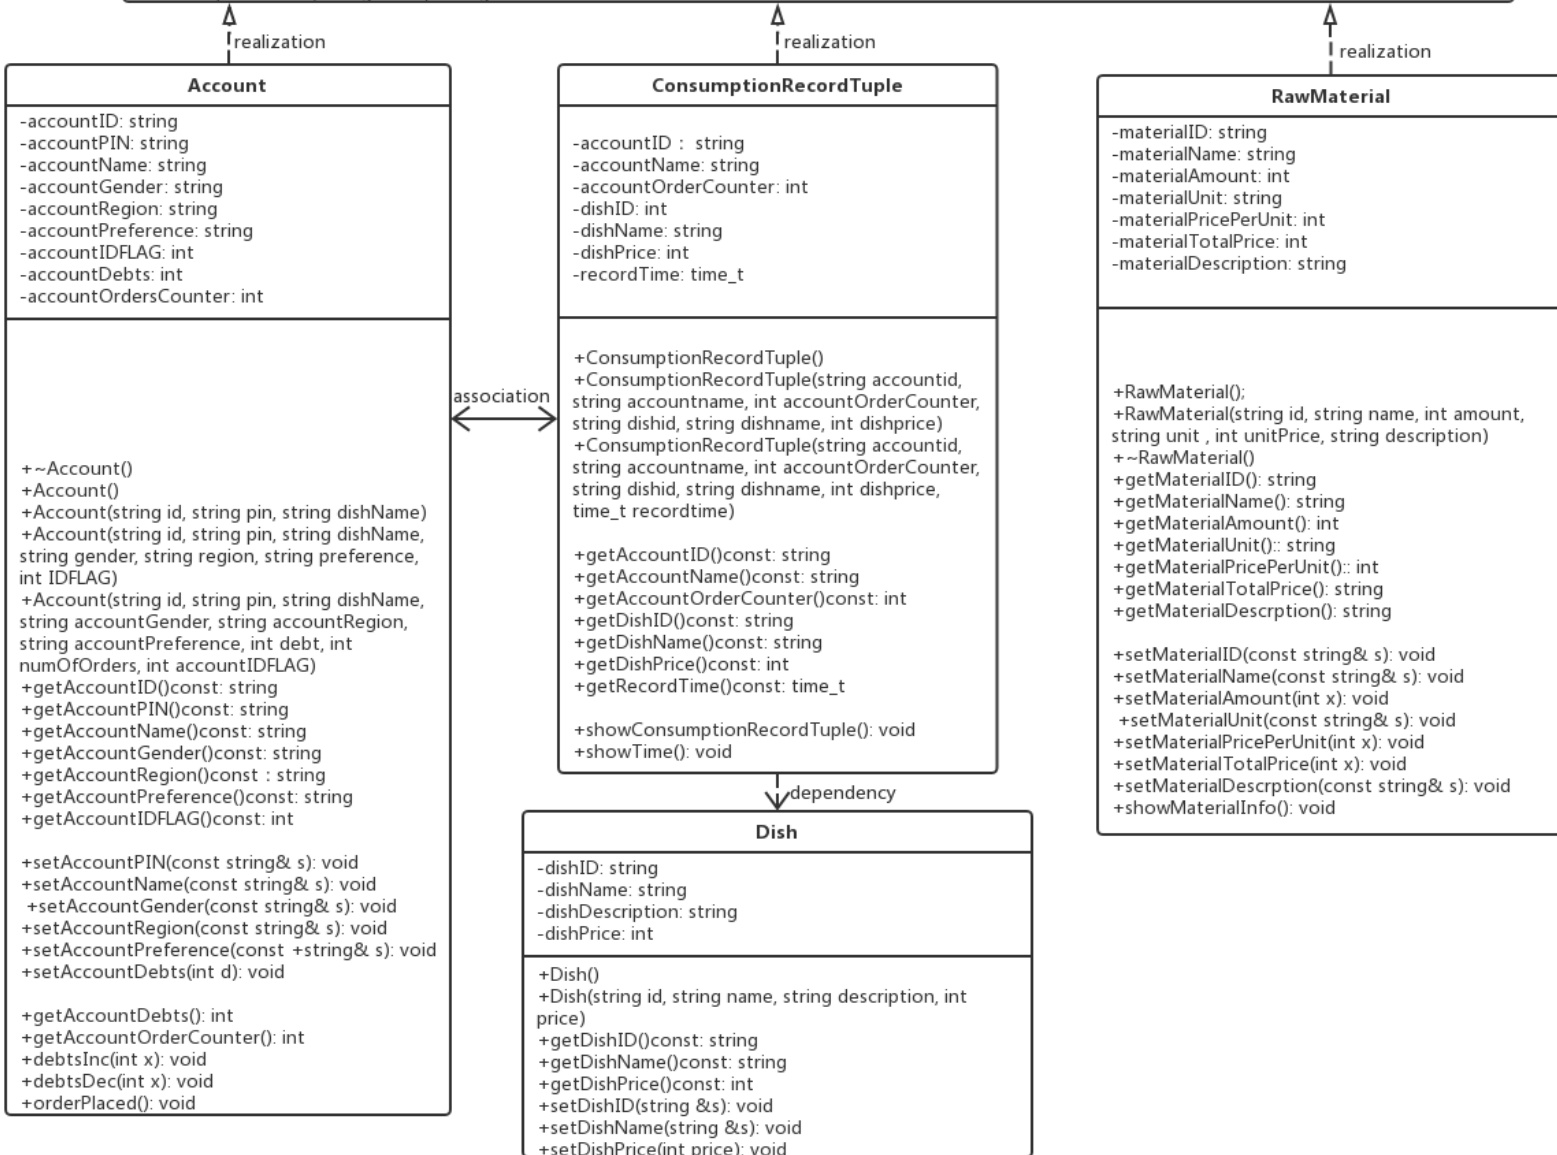 realization
Account
-accountID: string
-accountPIN: string
-accountName: string
-accountGender: string
-accountRegion: string
-accountPreference: string
-accountIDFLAG: int
-accountDebts: int
-accountOrdersCounter: int
+~Account()
+Account()
+Account(string id, string pin, string dishName)
+Account(string id, string pin, string dishName,
string gender, string region, string preference,
int IDFLAG)
+Account(string id, string pin, string dishName,
string accountGender, string accountRegion,
string accountPreference, int debt, int
numOfOrders, int accountIDFLAG)
+getAccountID()const: string
+getAccountPIN()const: string
+getAccountName()const: string
+getAccountGender()const: string
+getAccountRegion()const：string
+getAccountPreference()const: string
+getAccountIDFLAG()const: int
+setAccountPIN(const string& s): void
+setAccountName(const string& s): void
+setAccountGender(const string& s): void
+setAccountRegion(const string& s): void
+setAccountPreference(const +string& s): void
+setAccountDebts(int d): void
+getAccountDebts(): int
+getAccountOrderCounter(): int
+debtsInc(int x): void
+debtsDec(int x): void
+orderPlaced(): void
association
realization
ConsumptionRecordTuple
-accountID： string
-accountName: string
-accountOrderCounter: int
-dishID: int
-dishName: string
-dishPrice: int
-recordTime: time_t
+ConsumptionRecordTuple()
+ConsumptionRecordTuple(string accountid,
string accountname, int accountOrderCounter,
string dishid, string dishname, int dishprice)
+ConsumptionRecordTuple(string accountid,
string accountname, int accountOrderCounter,
string dishid, string dishname, int dishprice,
time_t recordtime)
+getAccountID()const: string
+getAccountName()const: string
+getAccountOrderCounter()const: int
+getDishID()const: string
+getDishName()const: string
+getDishPrice()const: int
+getRecordTime()const: time_t
+showConsumptionRecordTuple(): void
+showTime(): void
dependency
Dish
-dishID: string
-dishName: string
-dishDescription: string
-dishPrice: int
+Dish()
+Dish(string id, string name, string description, int
price)
+getDishID()const: string
+getDishName()const: string
+getDishPrice()const: int
+setDishID(string &s): void
+setDishName(string &s): void
+setDishPrice(int price): void
realization
RawMaterial
-materialID: string
-materialName: string
-materialAmount: int
-materialUnit: string
-materialPricePerUnit: int
-materialTotalPrice: int
-materialDescription: string
+RawMaterial();
+RawMaterial(string id, string name, int amount,
string unit , int unitPrice, string description)
+~RawMaterial()
+getMaterialID(): string
+getMaterialName(): string
+getMaterialAmount(): int
+getMaterialUnit():: string
+getMaterialPricePerUnit():: int
+getMaterialTotalPrice(): string
+getMaterialDescrption(): string
+setMaterialID(const string& s): void
+setMaterialName(const string& s): void
+setMaterialAmount(int x): void
+setMaterialUnit(const string& s): void
+setMaterialPricePerUnit(int x): void
+setMaterialTotalPrice(int x): void
+setMaterialDescrption(const string& s): void
+showMaterialInfo(): void